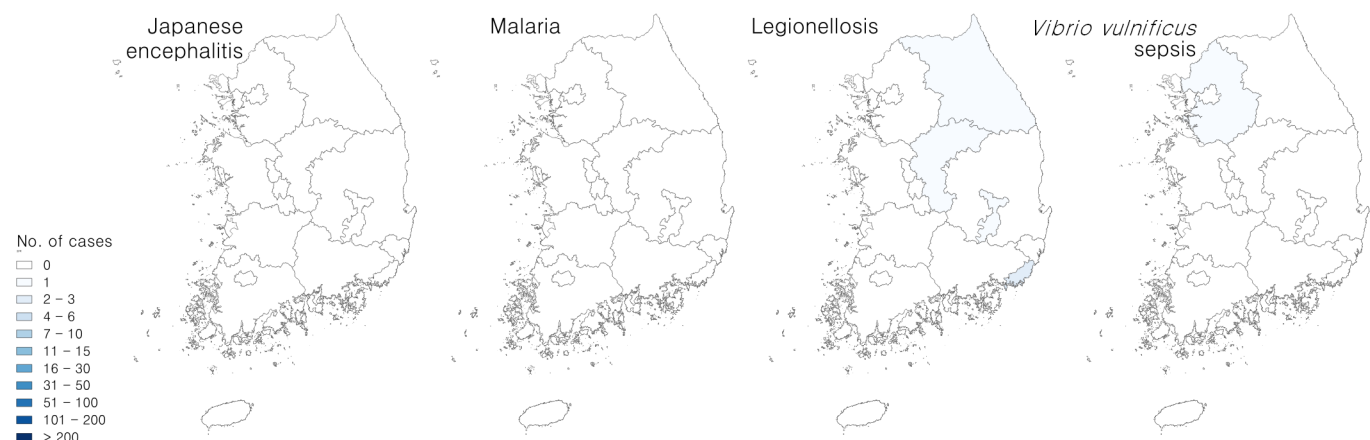 Japanese
encephalitis
Malaria
Legionellosis
Vibrio vulnificus
sepsis
No. of cases
0
1
2 – 3
4 – 6
7 – 10
11 – 15
16 – 30
31 – 50
51 – 100
101 – 200
> 200